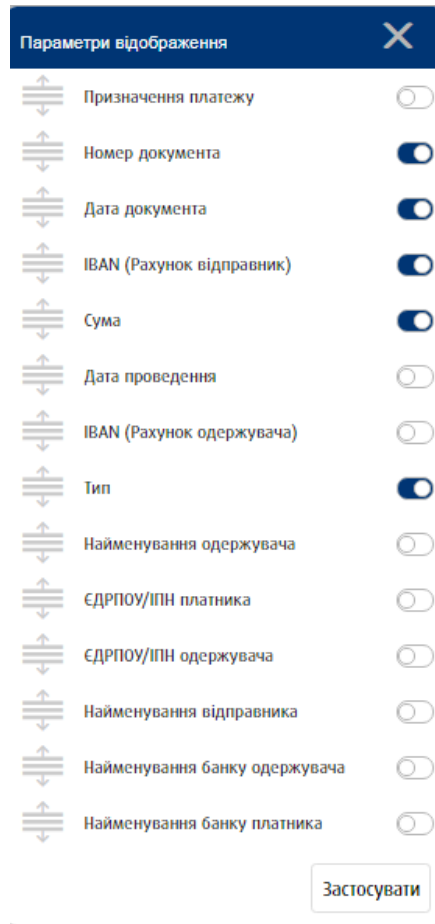 Параметри відображення
Призначення платежу
Номер документа
Дата документа
IBAN (Рахунок відправник)
Сума
Дата проведення
IBAN (Рахунок одержувача)
Тип
Найменування одержувача
ЄДРПОУ/ІПН платника
ЄДРПОУ/ІПН одержувача
Найменування відправника
Найменування банку одержувача
Найменування банку платника
Застосувати